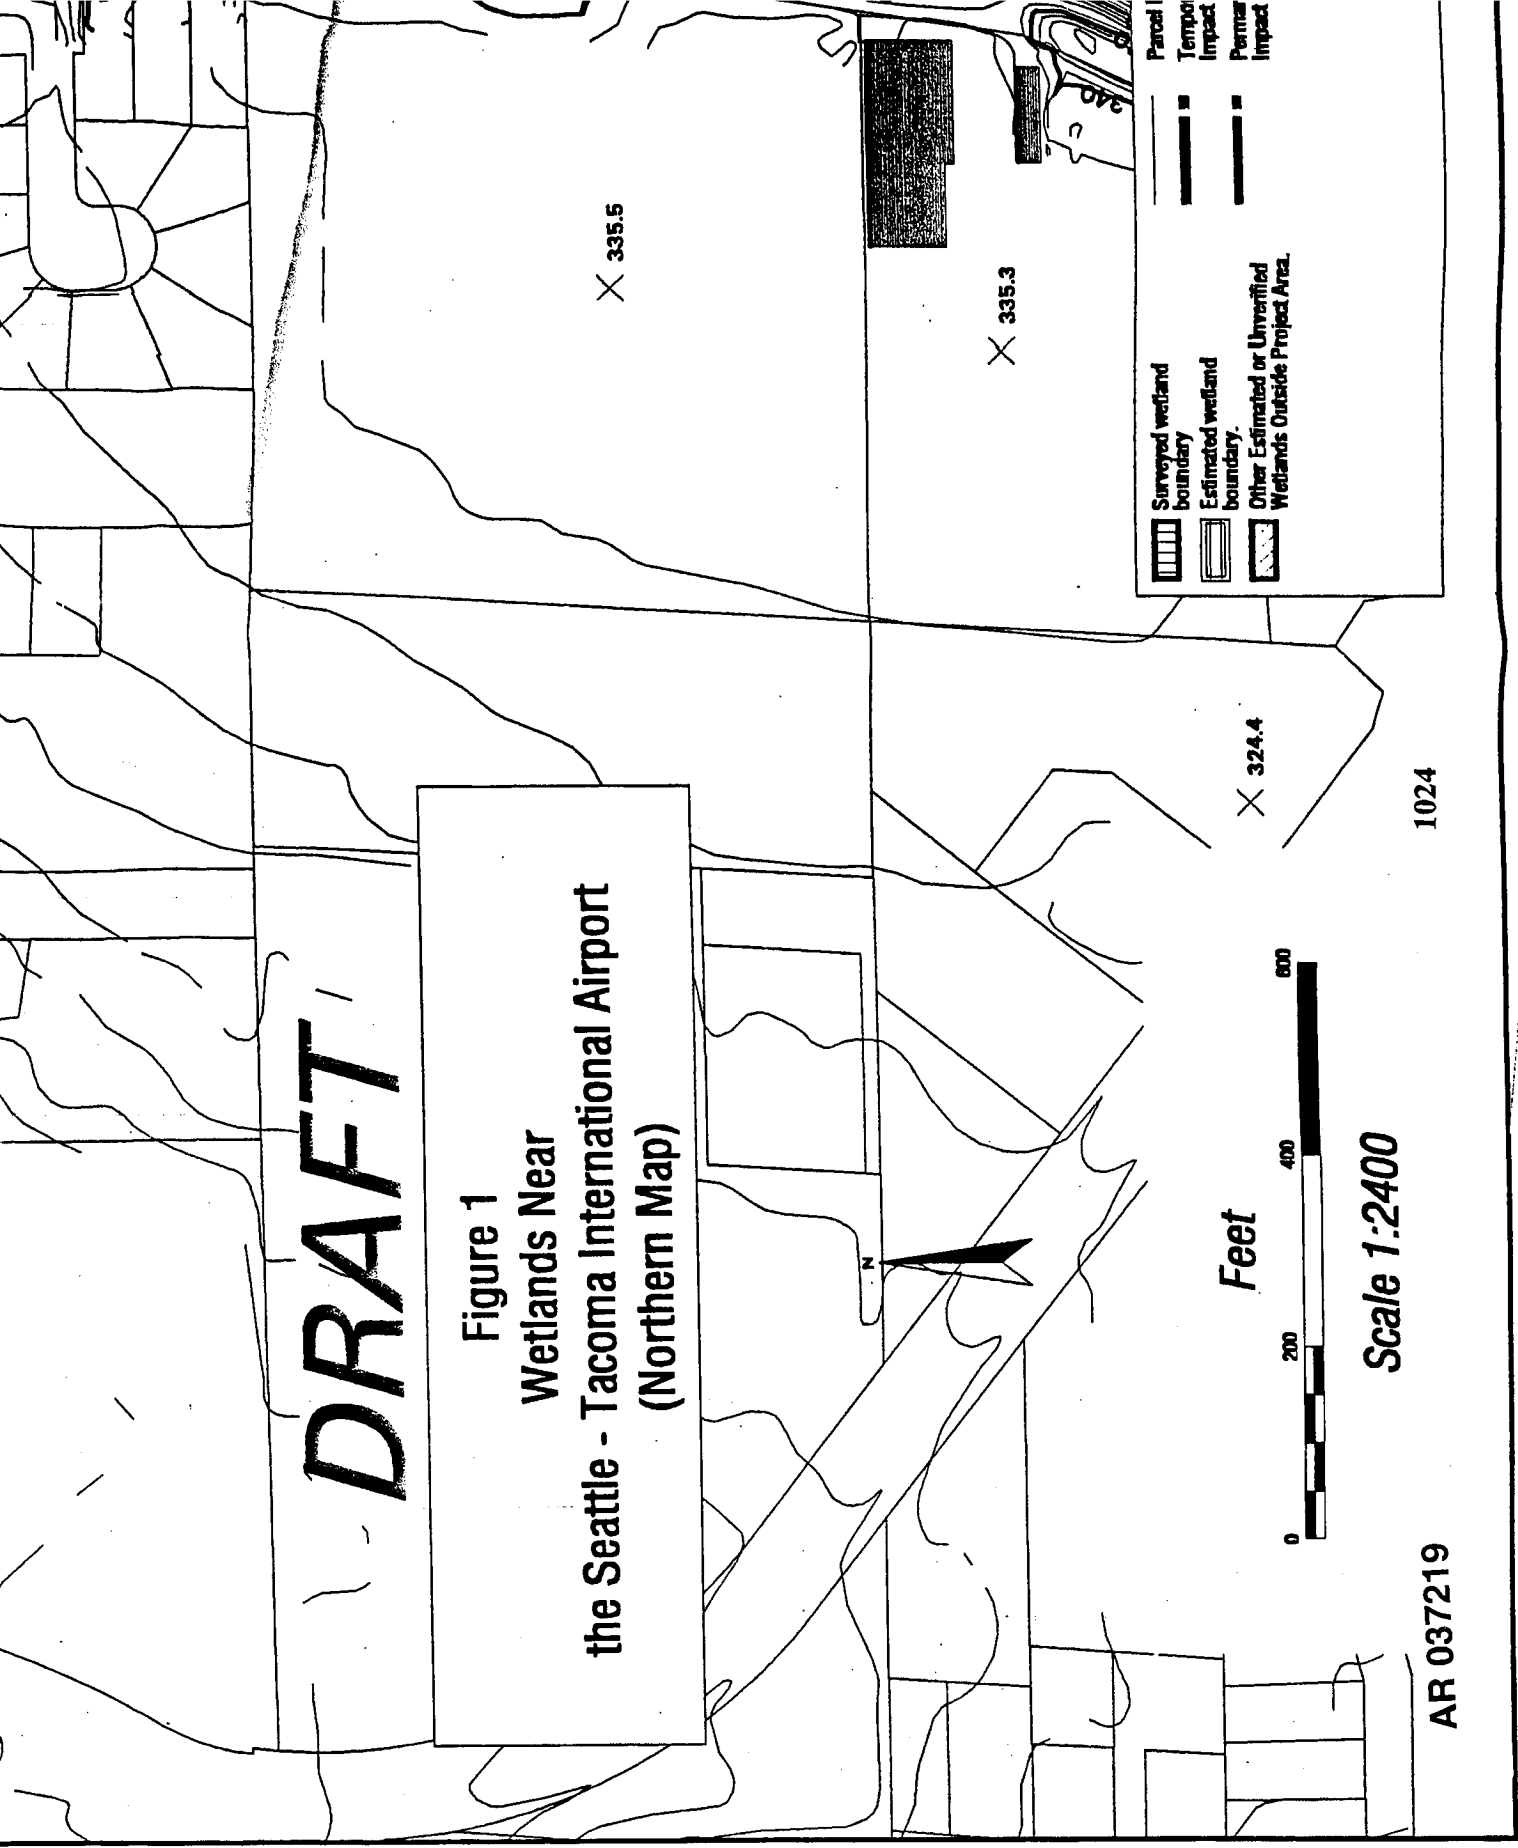 DRAFT
Figure 1
Wetlands Near
the Seattle - Tacoma International Airport
(Northern Map)
335.5
335.3
324.4
340
N
Surveyed wetland
boundary
Estimated wetland
boundary.
Other Estimated or Unverified
Wetlands Outside Project Area.
Parcel
Impact
Impact
Feet
0
200
400
600
Scale 1:2400
1024
AR 037219